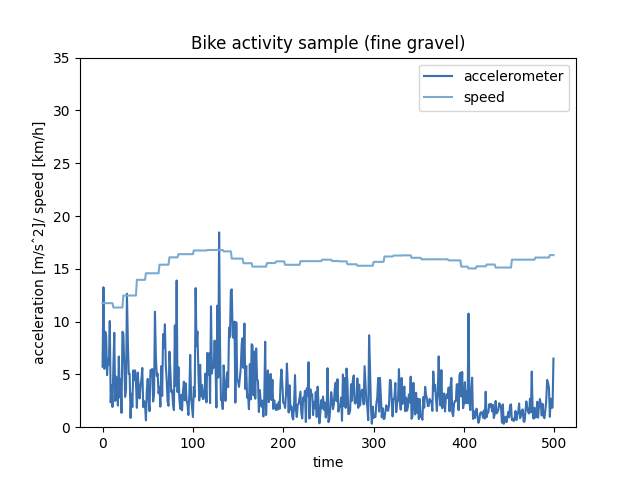 Bike activity sample (fine gravel)
accelerometer
speed
35
30
25
20
15
10
5
0
acceleration [m/s^2]/ speed [km/h]
0 100 200 300 400 500
time